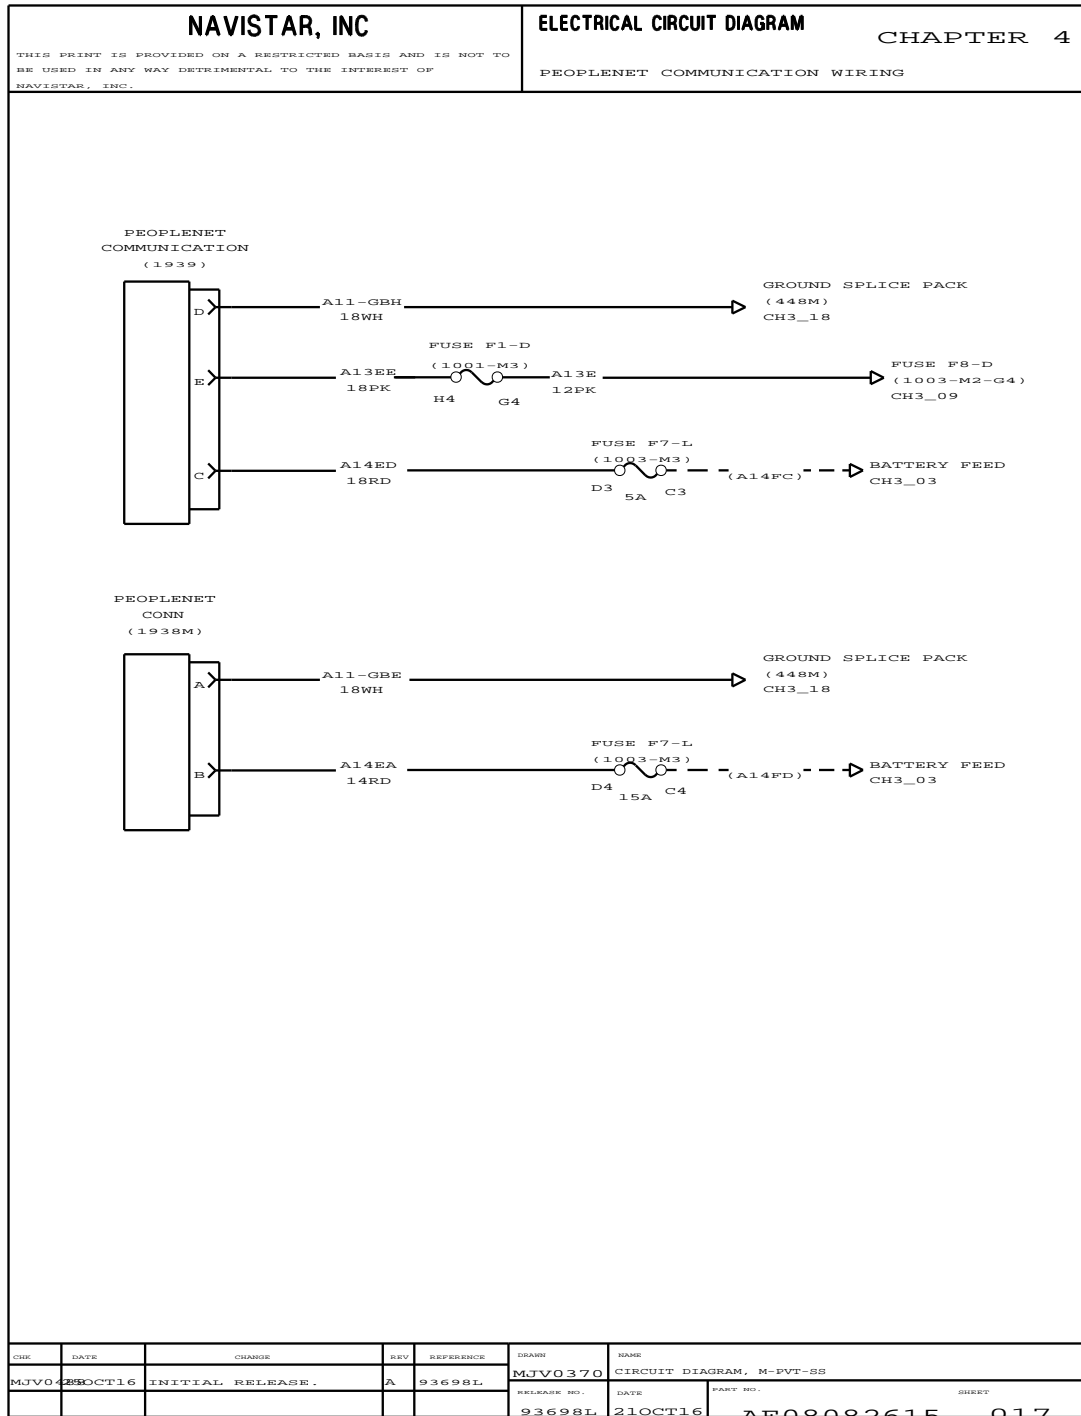 NAVISTAR, INC
THIS PRINT IS PROVIDED ON A RESTRICTED BASIS AND IS NOT TO
BE USED IN ANY WAY DETRIMENTAL TO THE INTEREST OF
NAVISTAR, INC.
ELECTRICAL CIRCUIT DIAGRAM
CHAPTER 4
PEOPLENET COMMUNICATION WIRING
PEOPLENET
COMMUNICATION
(1939)
D
A11-GBH
18WH
GROUND SPLICE PACK
(448M)
CH3_18
E
A13EE
18PK
FUSE F1-D
(1001-M3)
H4
G4
A13E
12PK
FUSE F8-D
(1003-M2-G4)
CH3_09
C
A14ED
18RD
FUSE F7-L
(1003-M3)
D3
5A
C3
(A14FC)
BATTERY FEED
CH3_03
PEOPLENET
CONN
(1938M)
A
A11-GBE
18WH
GROUND SPLICE PACK
(448M)
CH3_18
B
A14EA
14RD
FUSE F7-L
(1003-M3)
D4
15A
C4
(A14FD)
BATTERY FEED
CH3_03
CHK
DATE
CHANGE
REV
REFERENCE
OCT16
INITIAL RELEASE.
A
93698L
DRAWN
MJV0370
NAME
CIRCUIT DIAGRAM, M-PVT-SS
RELEASE NO.
93698L
DATE
21OCT16
PART NO.
SHEET
017